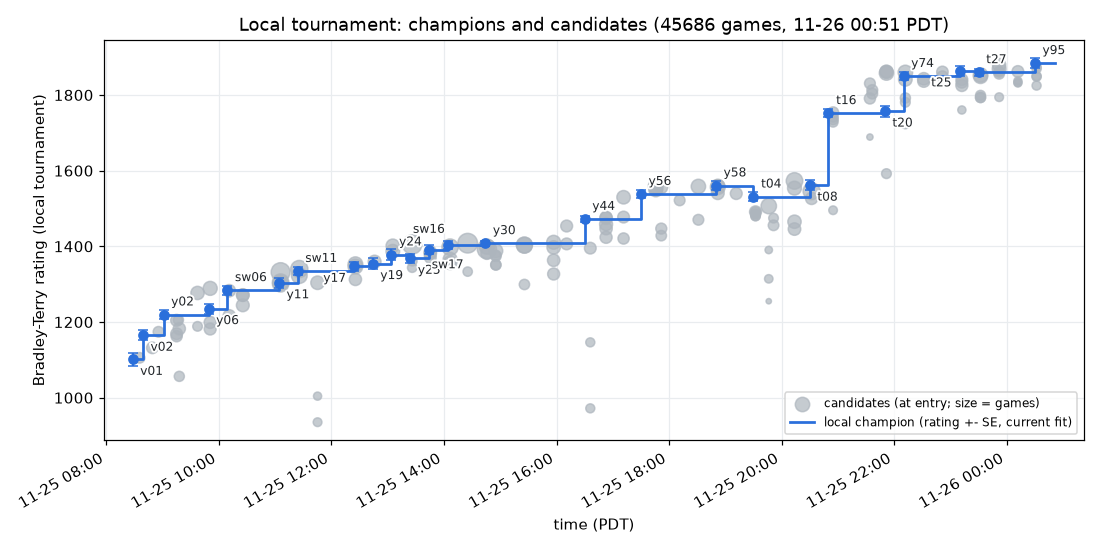 Local tournament: champions and candidates (45686 games, 11-26 00:51 PDT)
Bradley-Terry rating (local tournament)
1800
1600
1400
1200
1000
v01
v02
y02
y06
sw06
y11
sw11
y17
y19
y24
y25
sw16
sw17
y30
y44
y56
y58
t04
t08
t16
t20
y74
t25
t27
y95
candidates (at entry; size = games)
local champion (rating +- SE, current fit)
11-25 08:00
11-25 10:00
11-25 12:00
11-25 14:00
11-25 16:00
11-25 18:00
11-25 20:00
11-25 22:00
11-26 00:00
time (PDT)